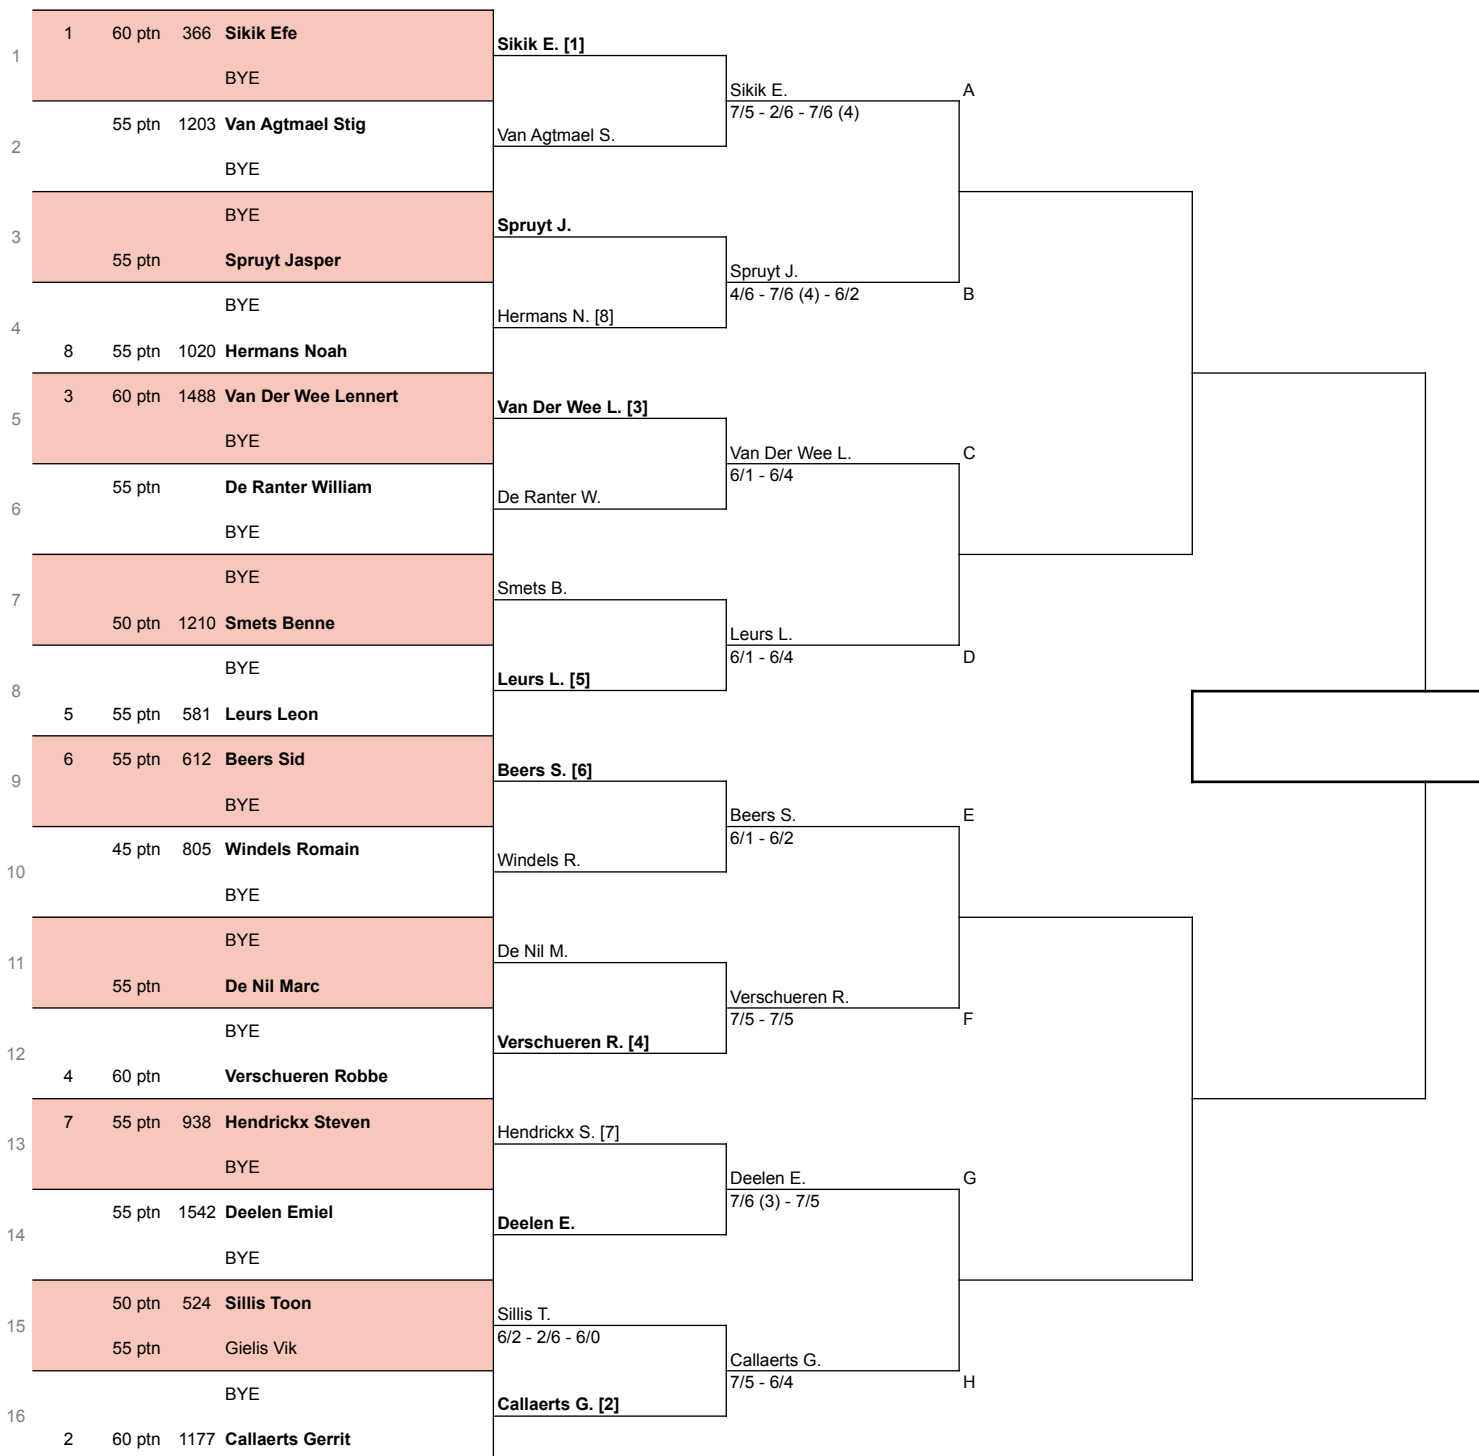 1 60 ptn 366 Sikik Efe
Sikik E. [1]
1
BYE
Sikik E. A
7/5 - 2/6 - 7/6 (4)
55 ptn 1203 Van Agtmael Stig
Van Agtmael S.
2
BYE
BYE
Spruyt J.
3
55 ptn Spruyt Jasper
Spruyt J.
4/6 - 7/6 (4) - 6/2 B
BYE
Hermans N. [8]
4
8 55 ptn 1020 Hermans Noah
3 60 ptn 1488 Van Der Wee Lennert
Van Der Wee L. [3]
5
BYE
Van Der Wee L. C
6/1 - 6/4
55 ptn De Ranter William
De Ranter W.
6
BYE
BYE
Smets B.
7
50 ptn 1210 Smets Benne
Leurs L.
6/1 - 6/4 D
BYE
Leurs L. [5]
8
5 55 ptn 581 Leurs Leon
6 55 ptn 612 Beers Sid
Beers S. [6]
9
BYE
Beers S. E
6/1 - 6/2
45 ptn 805 Windels Romain
Windels R.
10
BYE
BYE
De Nil M.
11
55 ptn De Nil Marc
Verschueren R.
7/5 - 7/5 F
BYE
Verschueren R. [4]
12
4 60 ptn Verschueren Robbe
7 55 ptn 938 Hendrickx Steven
Hendrickx S. [7]
13
BYE
Deelen E. G
7/6 (3) - 7/5
55 ptn 1542 Deelen Emiel
Deelen E.
14
BYE
50 ptn 524 Sillis Toon
Sillis T.
15
6/2 - 2/6 - 6/0
55 ptn Gielis Vik
Callaerts G.
7/5 - 6/4 H
BYE
Callaerts G. [2]
16
2 60 ptn 1177 Callaerts Gerrit